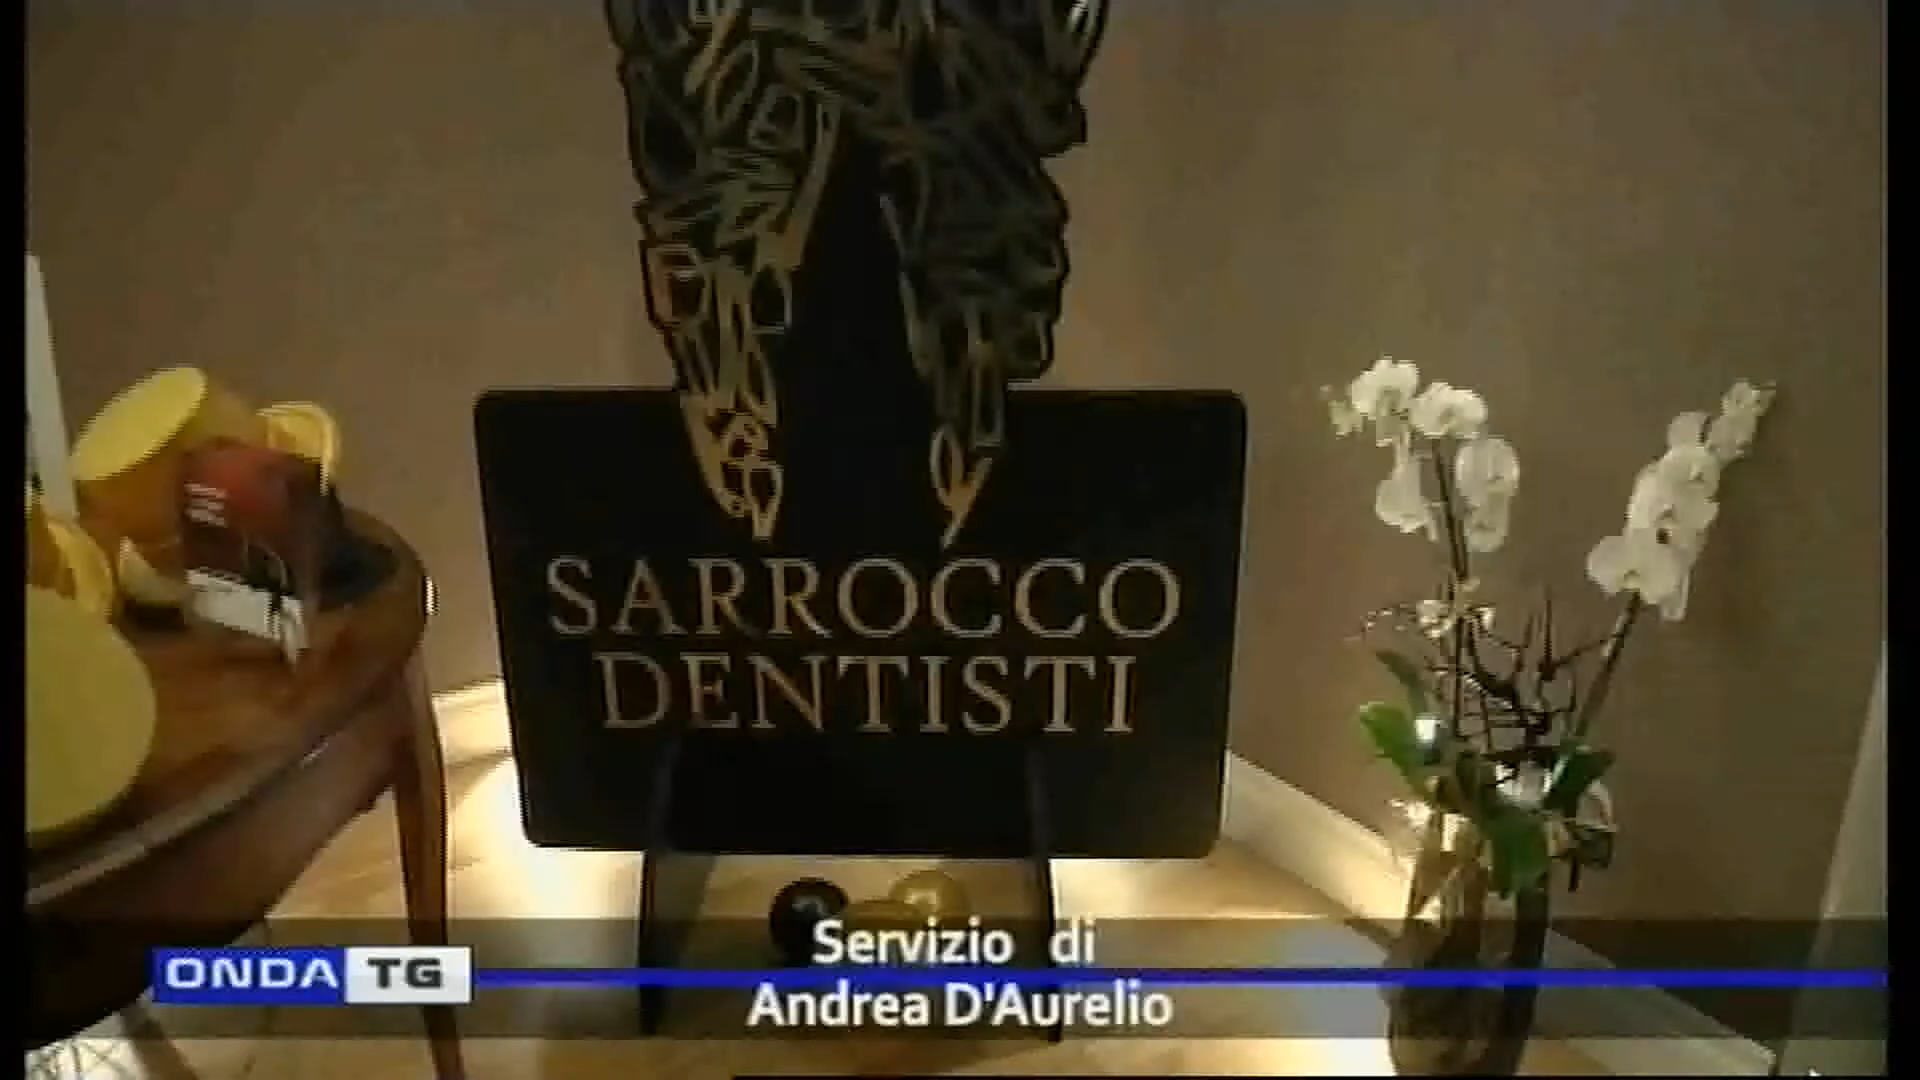 SARROCCO
DENTISTI
Servizio di
ONDA TG
Andrea D'Aurelio